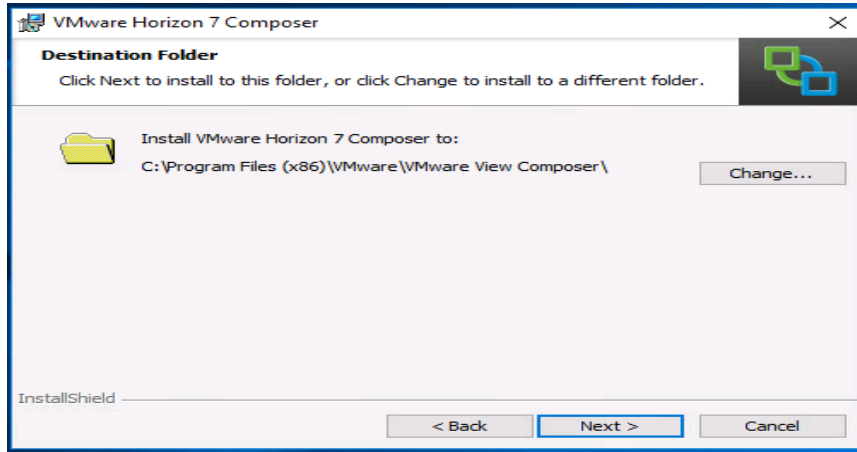 VMware Horizon 7 Composer
Destination Folder
Click Next to install to this folder, or click Change to install to a different folder.
Install VMware Horizon 7 Composer to:
C:\Program Files (x86)\VMware\VMware View Composer\
Change...
InstallShield
< Back
Next >
Cancel